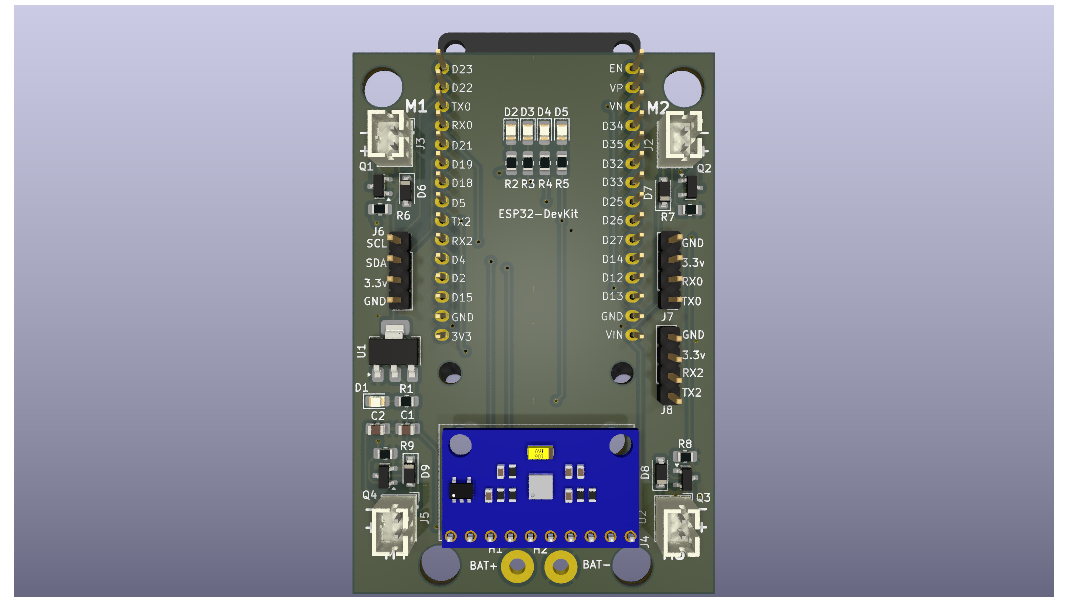 D23 EN
D22 VP
M1 TX0 D2 D3 D4 D5 VN M2
RX0 D34
J3 D21 D35 J2
Q1 D19 D32 Q2
D6 D18 R2 R3 R4 R5 D33 D7
R6 D5 ESP32-DevKit D25 R7
TX2 D26
J6
SCL RX2 D27 GND
SDA D4 D14 3.3v
3.3v D2 D12 RX0
GND D15 D13 TX0
GND GND J7
U1 3V3 VIN GND
3.3v
RX2
D1 R1 TX2
C2 C1 J8
R9 R8
D9 D8
Q4 Q3
J5 U2
J4
H1 H2
BAT+ BAT-